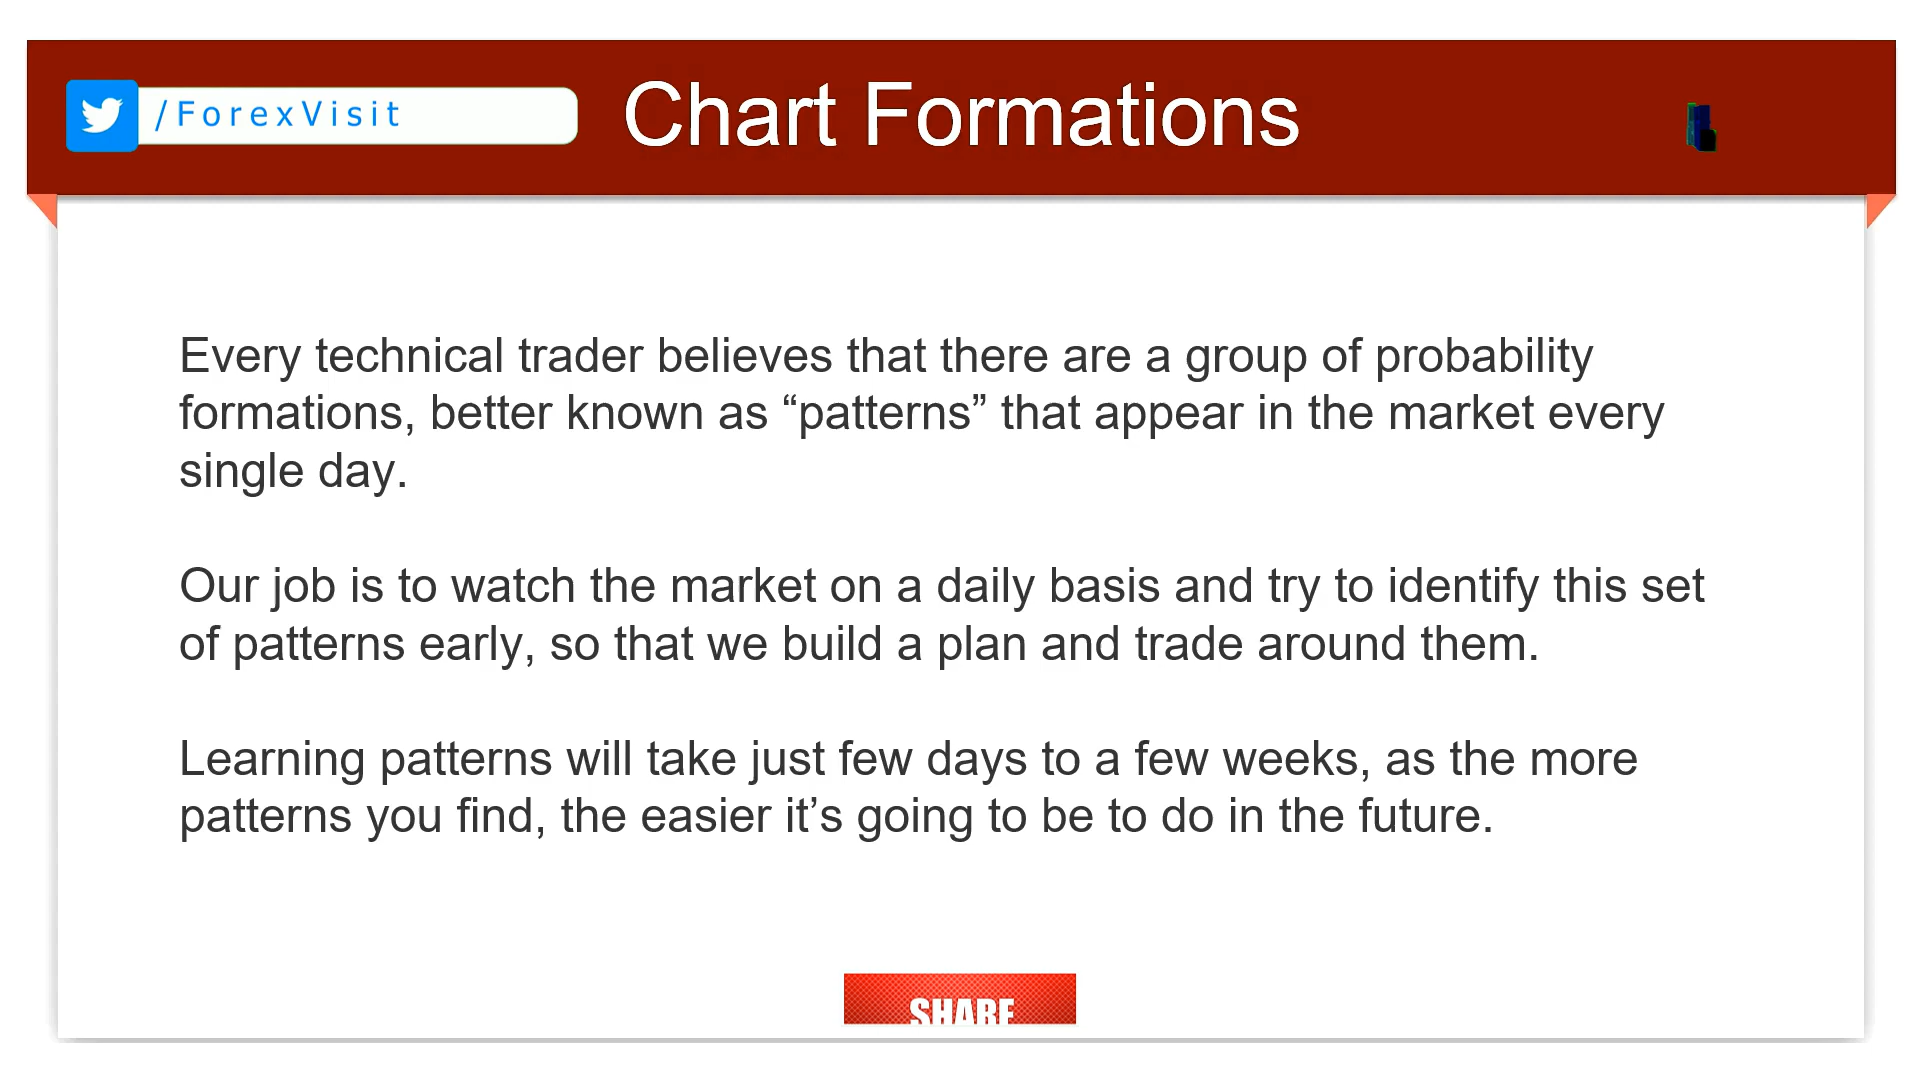 /ForexVisit
Chart Formations
Every technical trader believes that there are a group of probability
formations, better known as “patterns” that appear in the market every
single day.
Our job is to watch the market on a daily basis and try to identify this set
of patterns early, so that we build a plan and trade around them.
Learning patterns will take just few days to a few weeks, as the more
patterns you find, the easier it’s going to be to do in the future.
SHARE